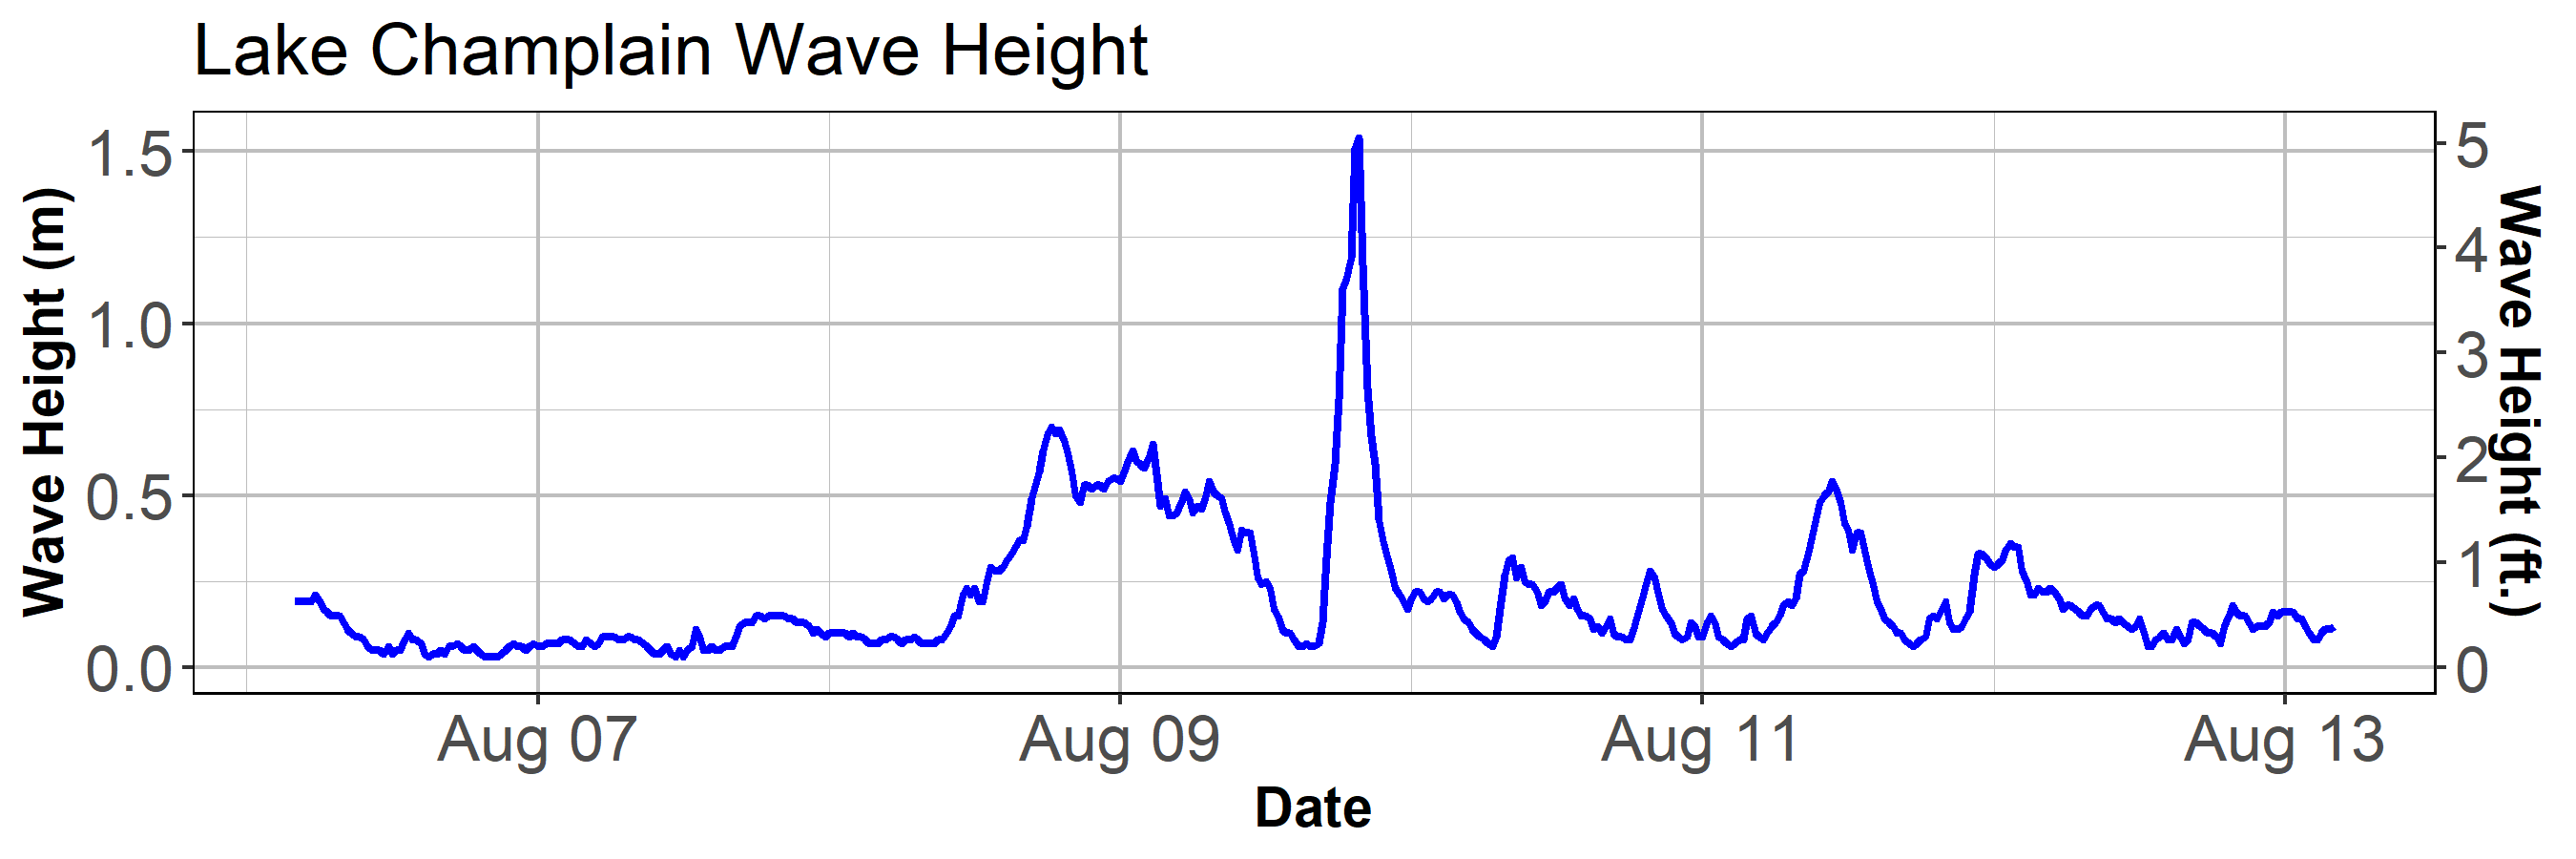 Lake Champlain Wave Height
Wave Height (m)
1.5
1.0
0.5
0.0
5
4
3
2
1
0
Wave Height (ft.)
Aug 07
Aug 09
Aug 11
Aug 13
Date